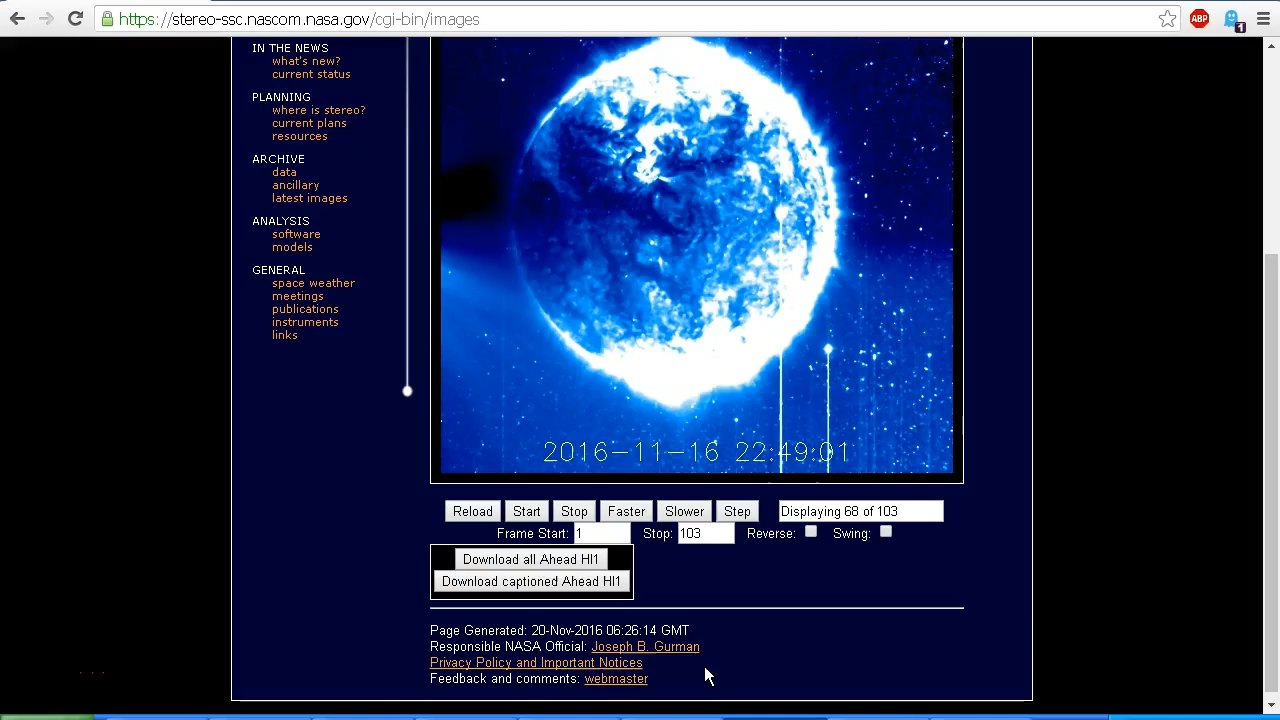 https://stereo-ssc.nascom.nasa.gov/cgi-bin/images
ABP
1
IN THE NEWS
what's new?
current status
PLANNING
where is stereo?
current plans
resources
ARCHIVE
data
ancillary
latest images
ANALYSIS
software
models
GENERAL
space weather
meetings
publications
instruments
links
2016-11-16 22:49:01
Reload Start Stop Faster Slower Step Displaying 68 of 103
Frame Start: 1 Stop: 103 Reverse: Swing:
Download all Ahead HI1
Download captioned Ahead HI1
Page Generated: 20-Nov-2016 06:26:14 GMT
Responsible NASA Official: Joseph B. Gurman
Privacy Policy and Important Notices
Feedback and comments: webmaster